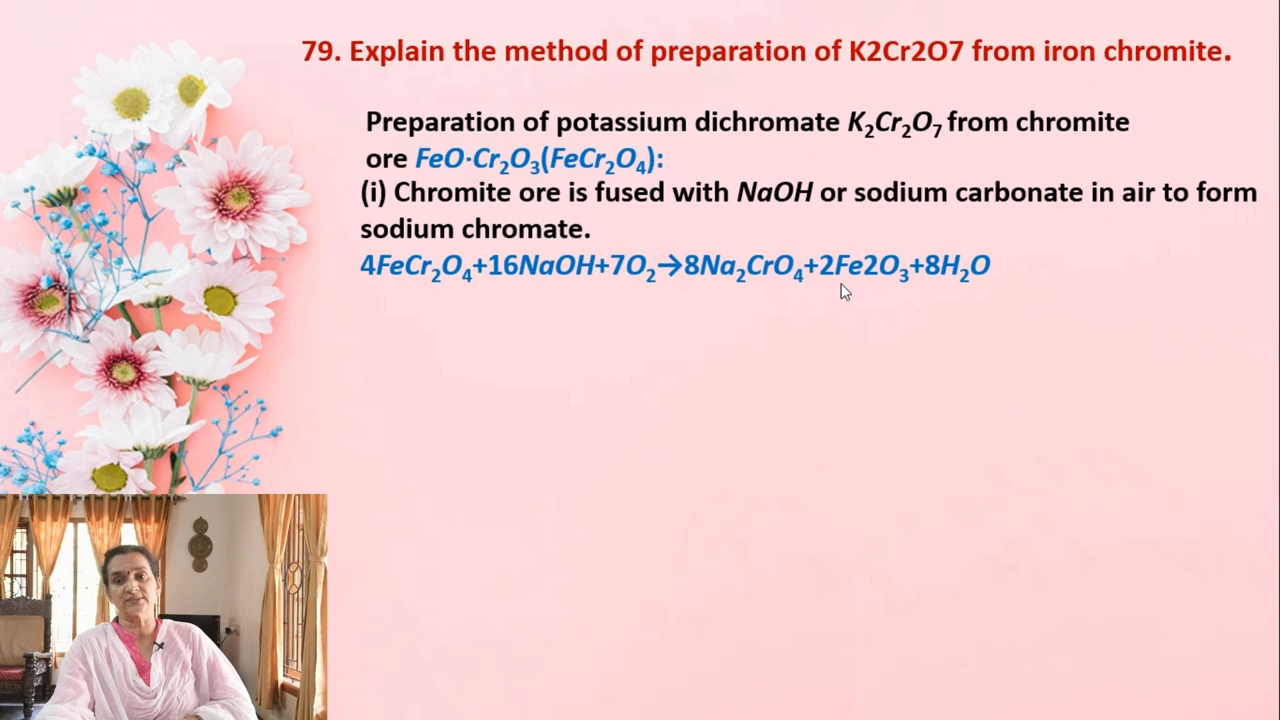 79. Explain the method of preparation of K2Cr2O7 from iron chromite.
Preparation of potassium dichromate K₂Cr₂O₇ from chromite
ore FeO·Cr₂O₃(FeCr₂O₄):
(i) Chromite ore is fused with NaOH or sodium carbonate in air to form
sodium chromate.
4FeCr₂O₄+16NaOH+7O₂→8Na₂CrO₄+2Fe2O₃+8H₂O